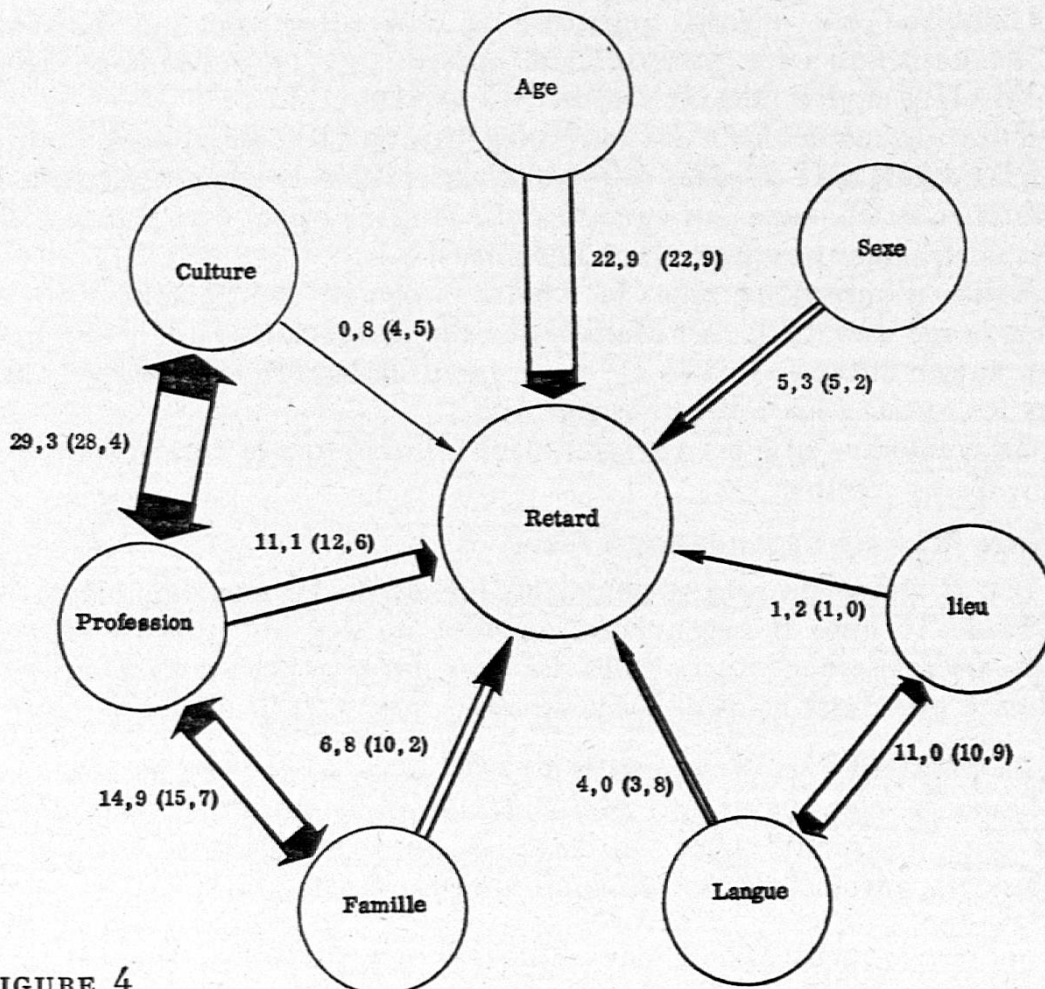 Age
Sexe
Culture
22,9 (22,9)
0,8 (4,5)
5,3 (5,2)
29,3 (28,4)
Retard
11,1 (12,6)
Profession
lieu
1,2 (1,0)
6,8 (10,2)
11,0 (10,9)
14,9 (15,7)
4,0 (3,8)
Famille
Langue
IGURE 4